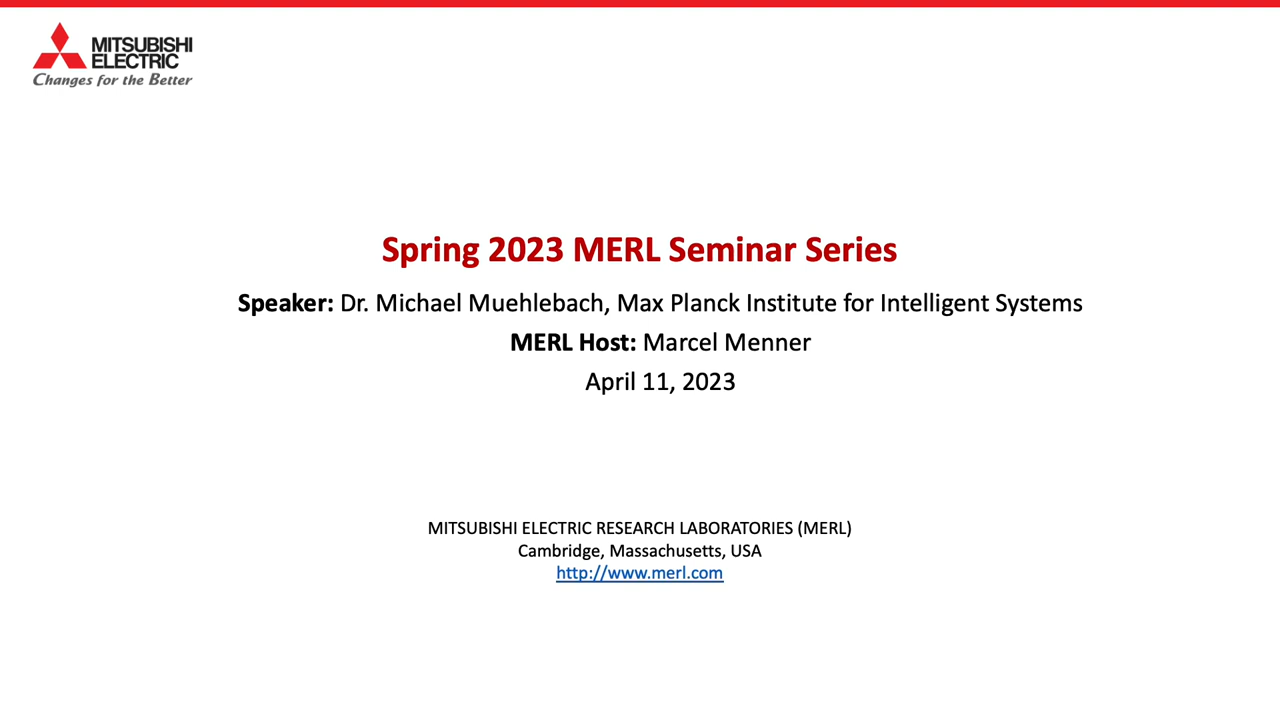 MITSUBISHI
ELECTRIC
Changes for the Better
Spring 2023 MERL Seminar Series
Speaker: Dr. Michael Muehlebach, Max Planck Institute for Intelligent Systems
MERL Host: Marcel Menner
April 11, 2023
MITSUBISHI ELECTRIC RESEARCH LABORATORIES (MERL)
Cambridge, Massachusetts, USA
http://www.merl.com